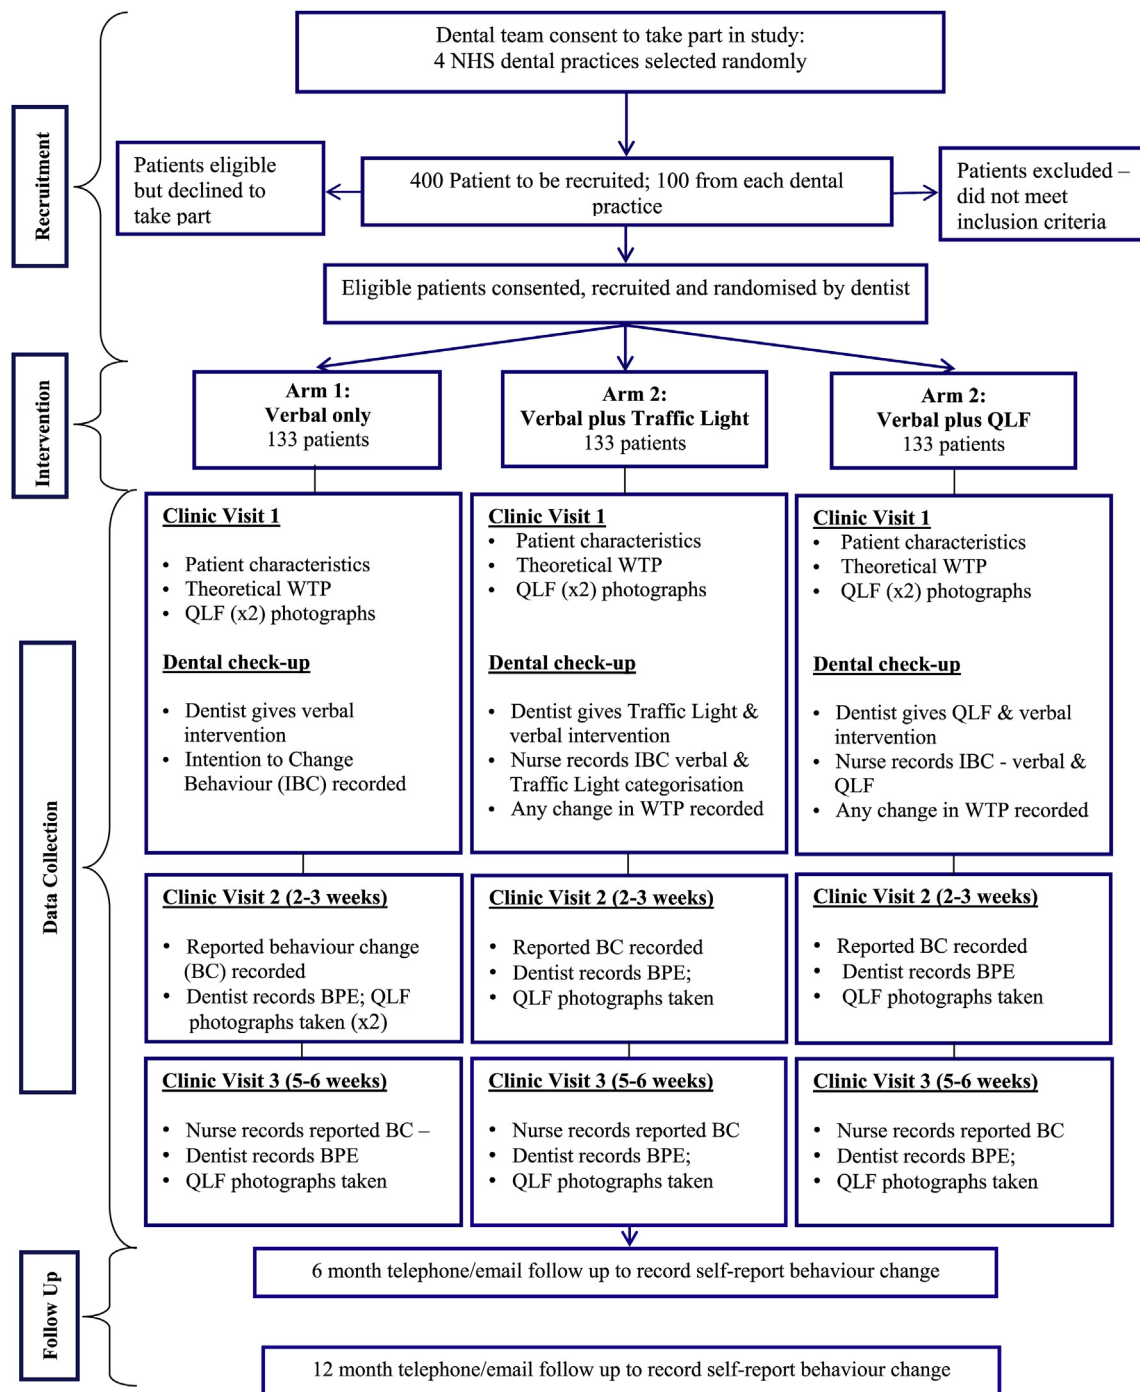 Recruitment
Dental team consent to take part in study:
4 NHS dental practices selected randomly
Patients eligible
but declined to
take part
400 Patient to be recruited; 100 from each dental
practice
Patients excluded –
did not meet
inclusion criteria
Eligible patients consented, recruited and randomised by dentist
Intervention
Arm 1:
Verbal only
133 patients
Arm 2:
Verbal plus Traffic Light
133 patients
Arm 2:
Verbal plus QLF
133 patients
Data Collection
Clinic Visit 1
• Patient characteristics
• Theoretical WTP
• QLF (x2) photographs
Dental check-up
• Dentist gives verbal
intervention
• Intention to Change
Behaviour (IBC) recorded
Clinic Visit 1
• Patient characteristics
• Theoretical WTP
• QLF (x2) photographs
Dental check-up
• Dentist gives Traffic Light &
verbal intervention
• Nurse records IBC verbal &
Traffic Light categorisation
• Any change in WTP recorded
Clinic Visit 1
• Patient characteristics
• Theoretical WTP
• QLF (x2) photographs
Dental check-up
• Dentist gives QLF & verbal
intervention
• Nurse records IBC - verbal &
QLF
• Any change in WTP recorded
Clinic Visit 2 (2-3 weeks)
• Reported behaviour change
(BC) recorded
• Dentist records BPE; QLF
photographs taken (x2)
Clinic Visit 2 (2-3 weeks)
• Reported BC recorded
• Dentist records BPE;
• QLF photographs taken
Clinic Visit 2 (2-3 weeks)
• Reported BC recorded
• Dentist records BPE
• QLF photographs taken
Clinic Visit 3 (5-6 weeks)
• Nurse records reported BC –
• Dentist records BPE
• QLF photographs taken
Clinic Visit 3 (5-6 weeks)
• Nurse records reported BC
• Dentist records BPE;
• QLF photographs taken
Clinic Visit 3 (5-6 weeks)
• Nurse records reported BC
• Dentist records BPE;
• QLF photographs taken
Follow Up
6 month telephone/email follow up to record self-report behaviour change
12 month telephone/email follow up to record self-report behaviour change